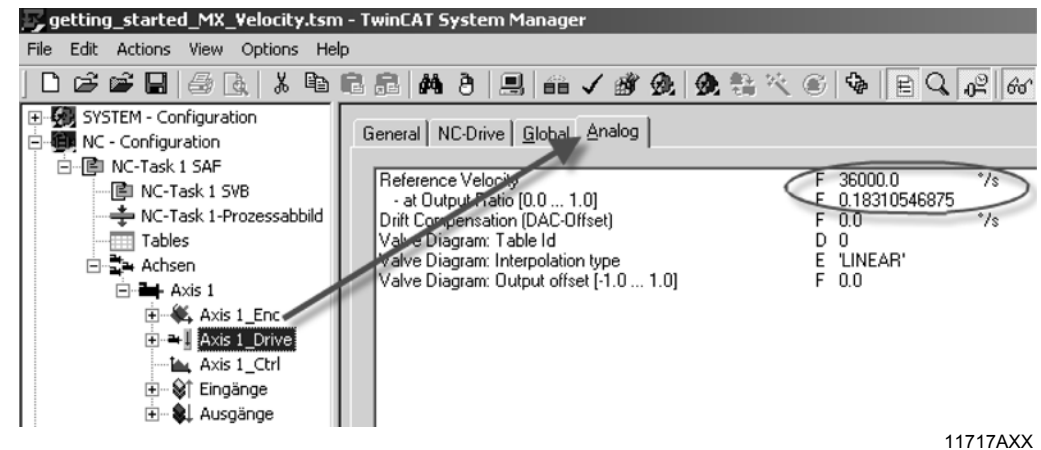 getting_started_MX_Velocity.tsm - TwinCAT System Manager
File Edit Actions View Options Help
SYSTEM - Configuration
NC - Configuration
NC-Task 1 SAF
NC-Task 1 SVB
NC-Task 1-Prozessabbild
Tables
Achsen
Axis 1
Axis 1_Enc
Axis 1_Drive
Axis 1_Ctrl
Eingänge
Ausgänge
General NC-Drive Global Analog
Reference Velocity F 36000.0 °/s
- at Output Ratio [0.0 ... 1.0] F 0.18310546875
Drift Compensation (DAC-Offset) F 0.0 °/s
Valve Diagram: Table Id D 0
Valve Diagram: Interpolation type E 'LINEAR'
Valve Diagram: Output offset [-1.0 ... 1.0] F 0.0
11717AXX